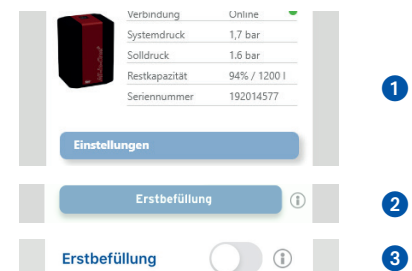 Verbindung Online
Systemdruck 1,7 bar
Solldruck 1.6 bar
Restkapazität 94% / 1200 l
Seriennummer 192014577
1
Einstellungen
Erstbefüllung i
2
Erstbefüllung i
3